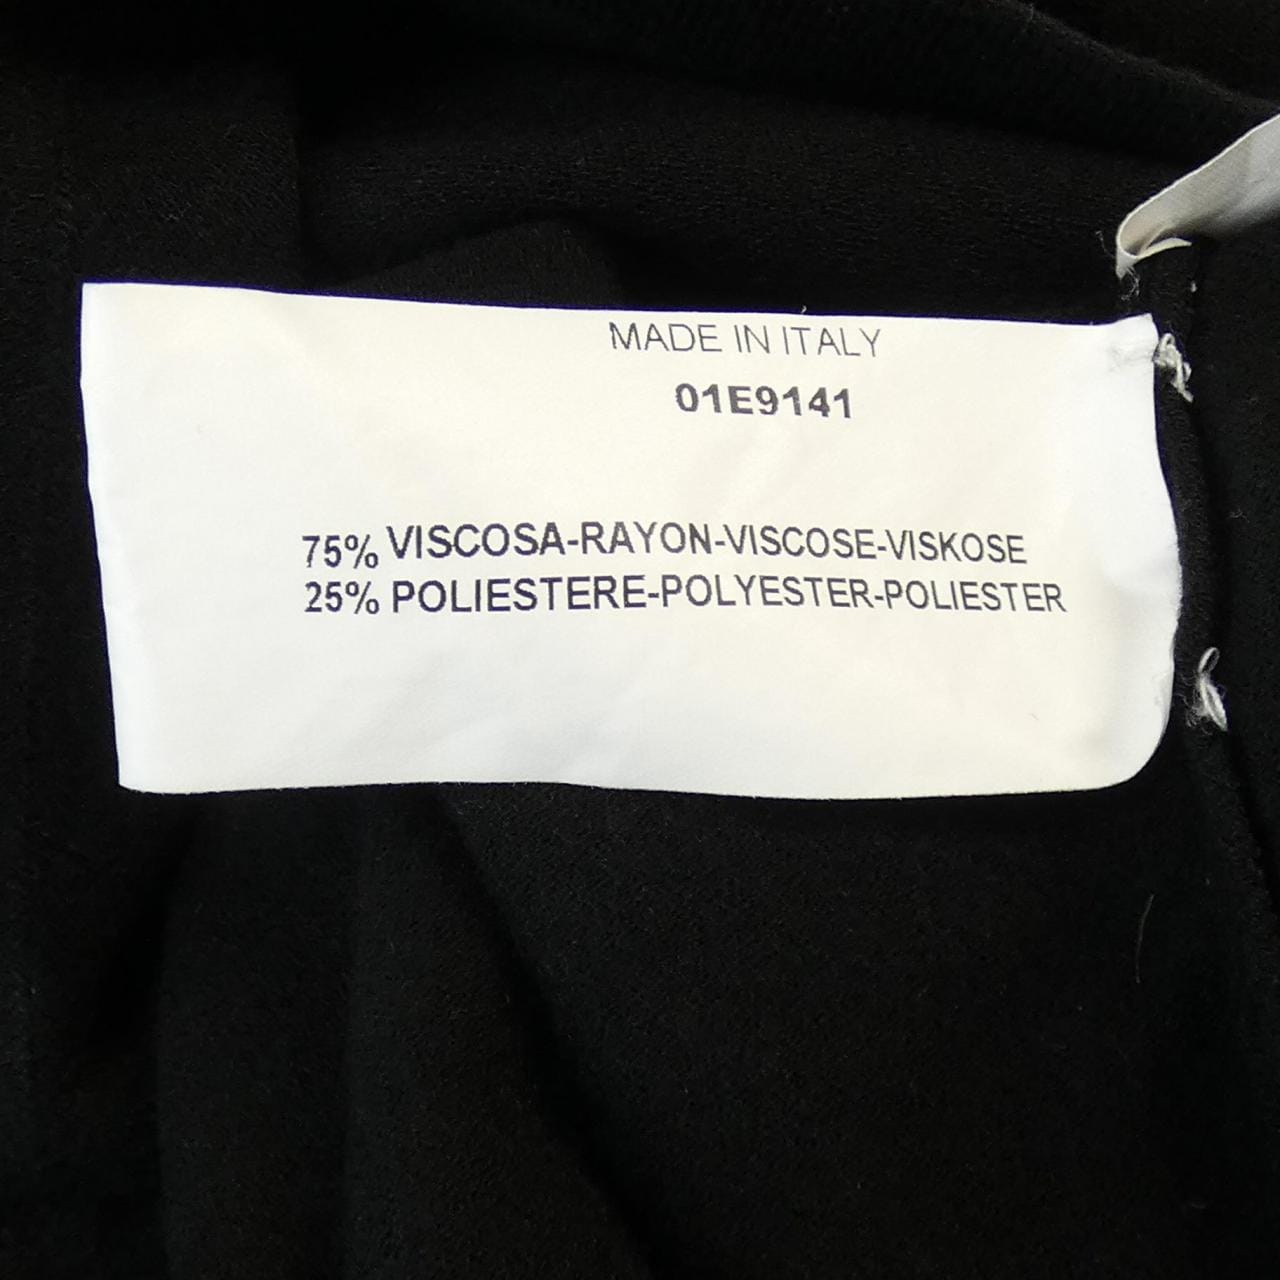 MADE IN ITALY
01E9141
75% VISCOSA-RAYON-VISCOSE-VISKOSE
25% POLIESTERE-POLYESTER-POLIESTER